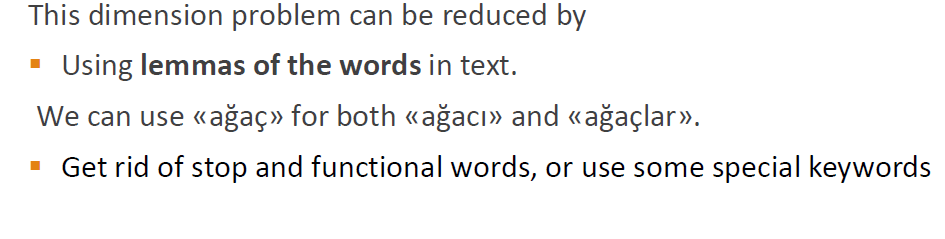 This dimension problem can be reduced by
▪ Using lemmas of the words in text.
We can use «ağaç» for both «ağacı» and «ağaçlar».
▪ Get rid of stop and functional words, or use some special keywords